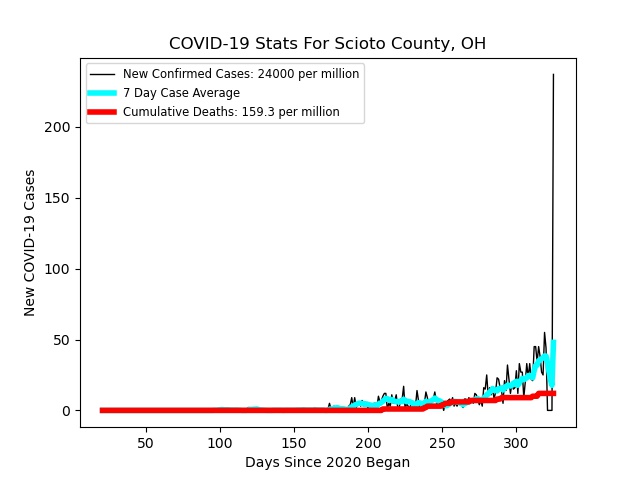 COVID-19 Stats For Scioto County, OH
New Confirmed Cases: 24000 per million
7 Day Case Average
Cumulative Deaths: 159.3 per million
New COVID-19 Cases
200
150
100
50
0
50 100 150 200 250 300
Days Since 2020 Began